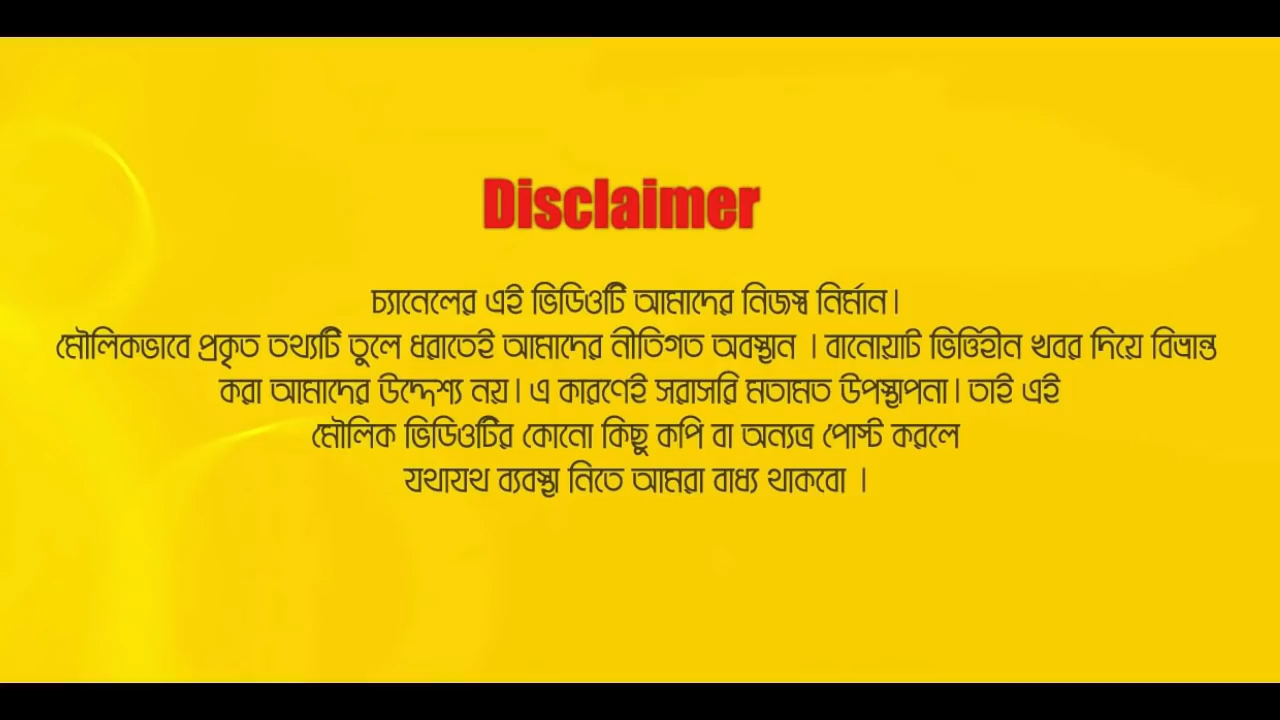 Disclaimer
চ্যানেলের এই ভিডিওটি আমাদের নিজস্ব নির্মান।
মৌলিকভাবে প্রকৃত তথ্যটি তুলে ধরাতেই আমাদের নীতিগত অবস্থান । বানোয়াট ভিত্তিহীন খবর দিয়ে বিভ্রান্ত
করা আমাদের উদ্দেশ্য নয়। এ কারণেই সরাসরি মতামত উপস্থাপনা। তাই এই
মৌলিক ভিডিওটির কোনো কিছু কপি বা অন্যত্র পোস্ট করলে
যথাযথ ব্যবস্থা নিতে আমরা বাধ্য থাকবো ।